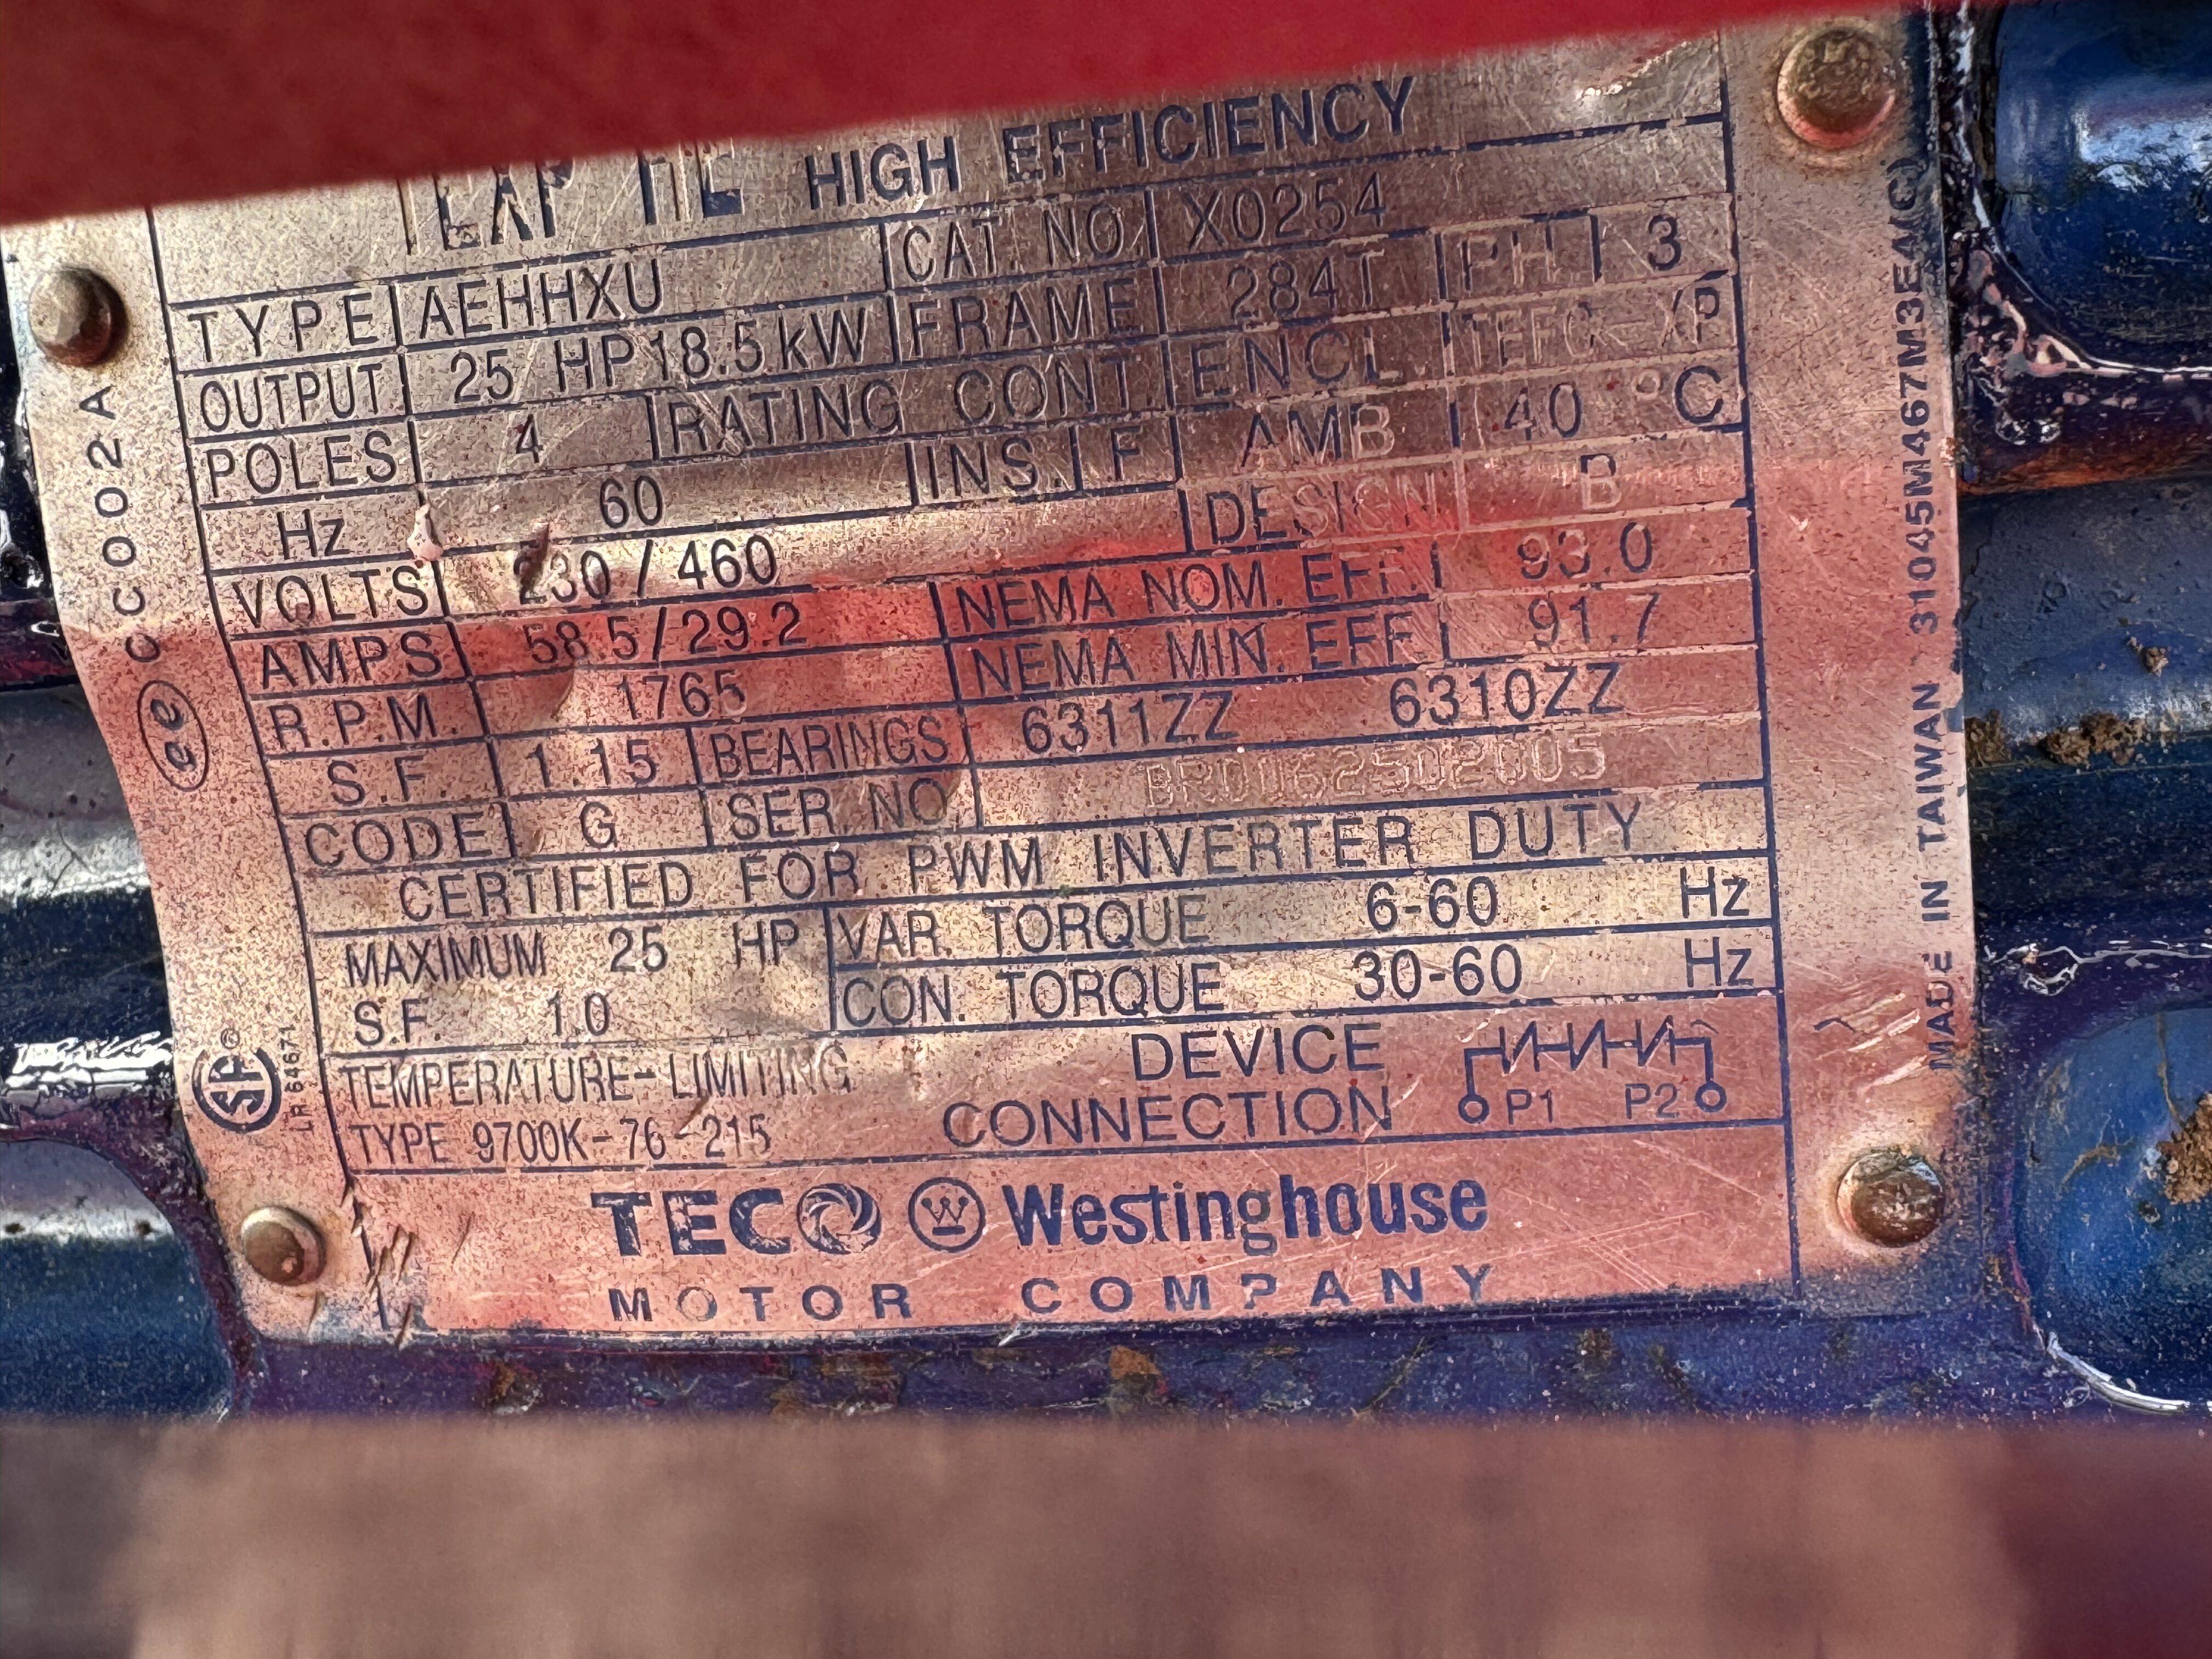 HIGH EFFICIENCY
TYPE AEHHXU CAT. NO. X0254
OUTPUT 25 HP 18.5 kW FRAME 284T PH 3
POLES 4 RATING CONT. ENCL. TEFC-XP
Hz 60 INS. F AMB 40 °C
VOLTS 230 / 460 DESIGN B
AMPS 58.5/29.2 NEMA NOM. EFF. 93.0
R.P.M. 1765 NEMA MIN. EFF. 91.7
S.F. 1.15 BEARINGS 6311ZZ 6310ZZ
CODE G SER. NO.
CERTIFIED FOR PWM INVERTER DUTY
MAXIMUM 25 HP VAR. TORQUE 6-60 Hz
S.F. 1.0 CON. TORQUE 30-60 Hz
TEMPERATURE-LIMITING DEVICE
TYPE 9700K-76-215 CONNECTION P1 P2
TECO Westinghouse
MOTOR COMPANY
ee CC002A
SP® LR 64671
MADE IN TAIWAN